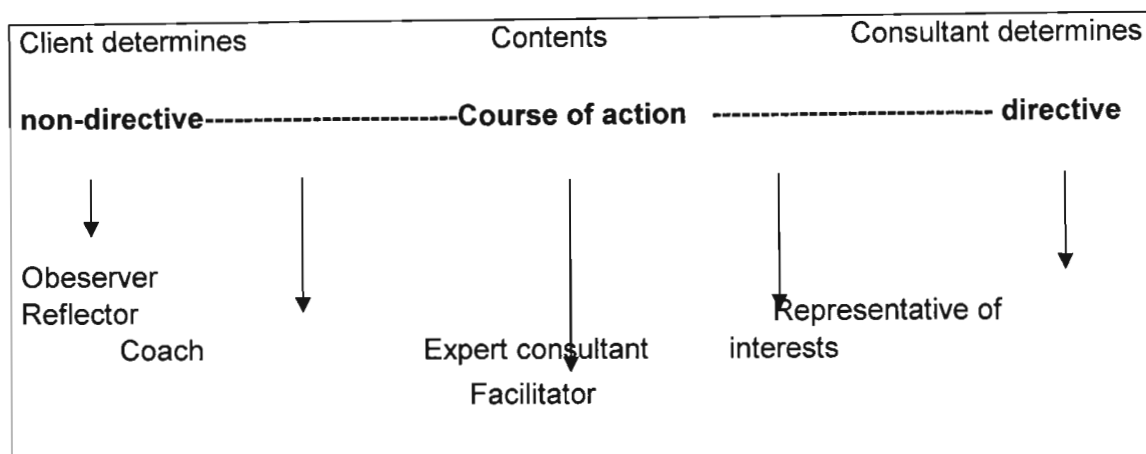 Client determines Contents Consultant determines
non-directive-------------------------Course of action ---------------------------- directive
Obeserver
Reflector Representative of
Coach Expert consultant interests
Facilitator